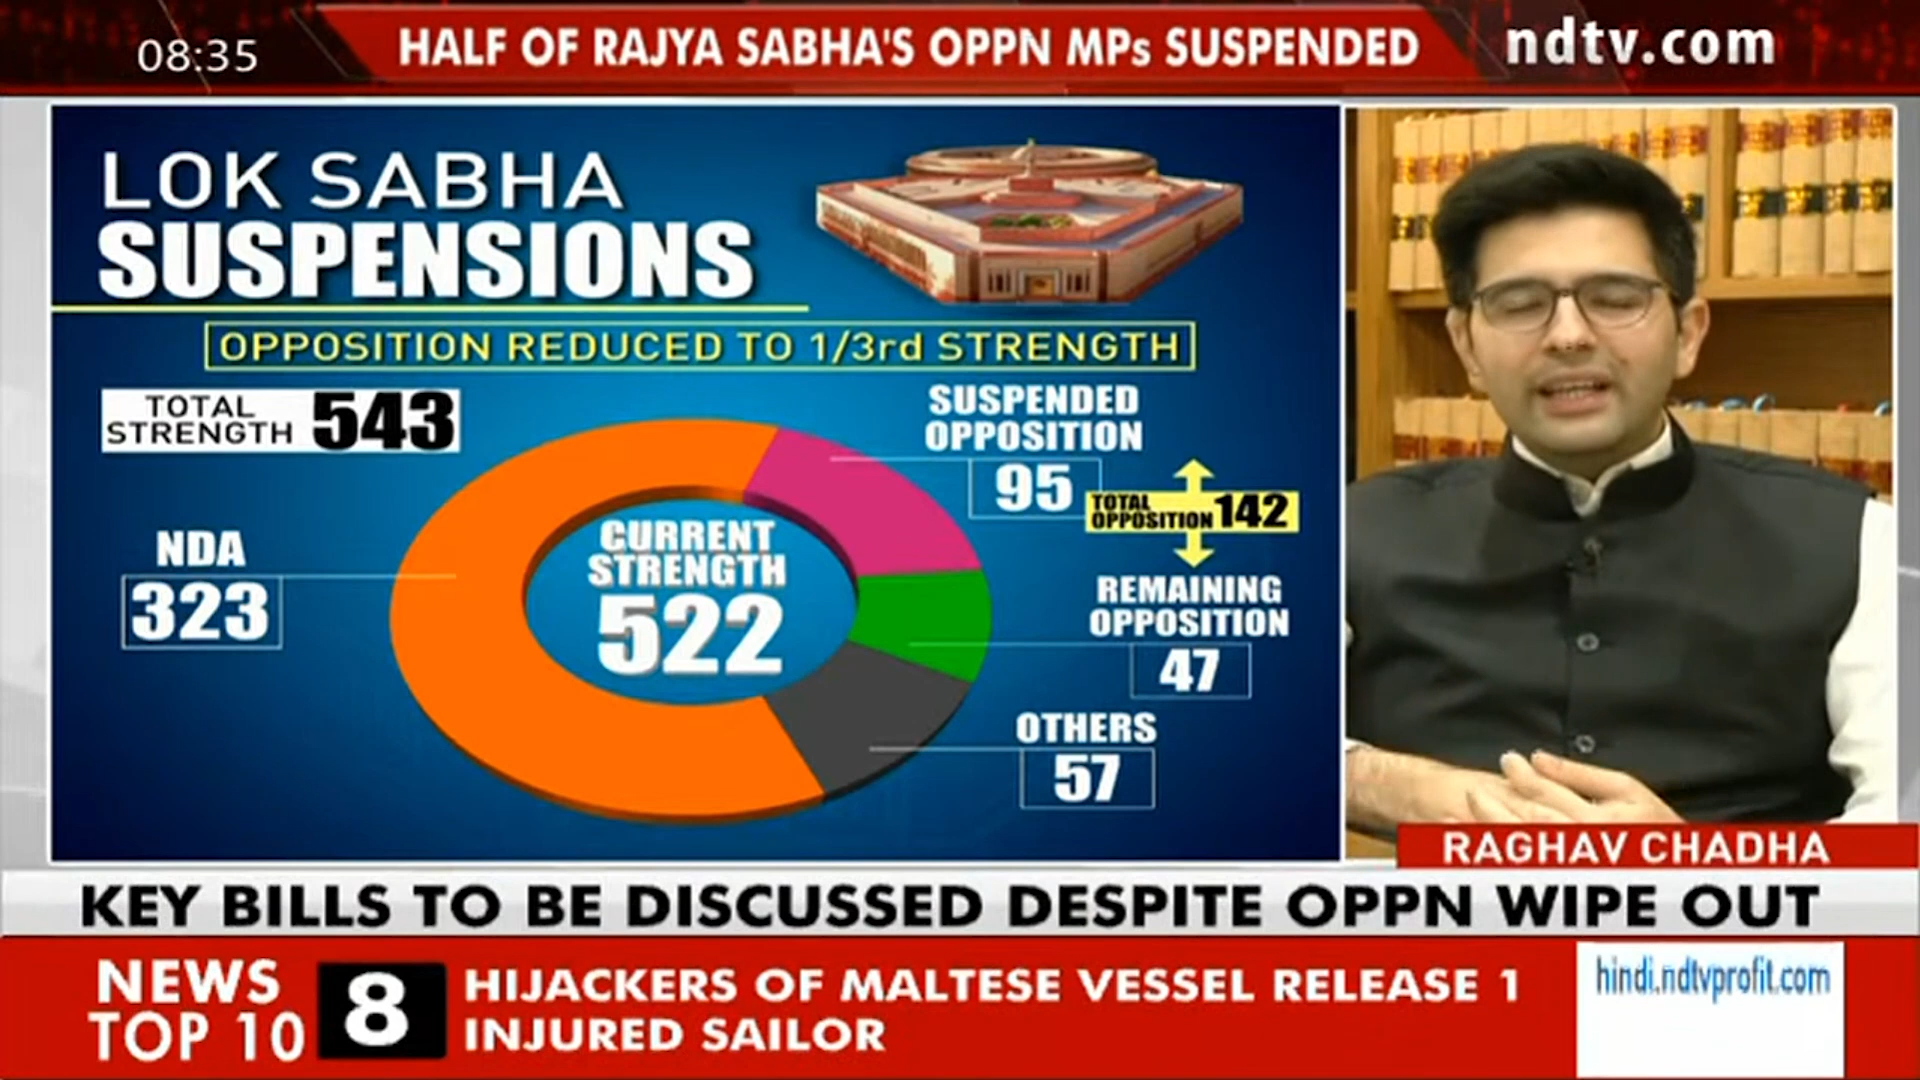 08:35
HALF OF RAJYA SABHA'S OPPN MPs SUSPENDED
ndtv.com
LOK SABHA
SUSPENSIONS
OPPOSITION REDUCED TO 1/3rd STRENGTH
TOTAL
STRENGTH 543
NDA
323
CURRENT
STRENGTH
522
SUSPENDED
OPPOSITION
95
TOTAL
OPPOSITION 142
REMAINING
OPPOSITION
47
OTHERS
57
RAGHAV CHADHA
KEY BILLS TO BE DISCUSSED DESPITE OPPN WIPE OUT
NEWS
TOP 10
8
HIJACKERS OF MALTESE VESSEL RELEASE 1
INJURED SAILOR
hindi.ndtvprofit.com